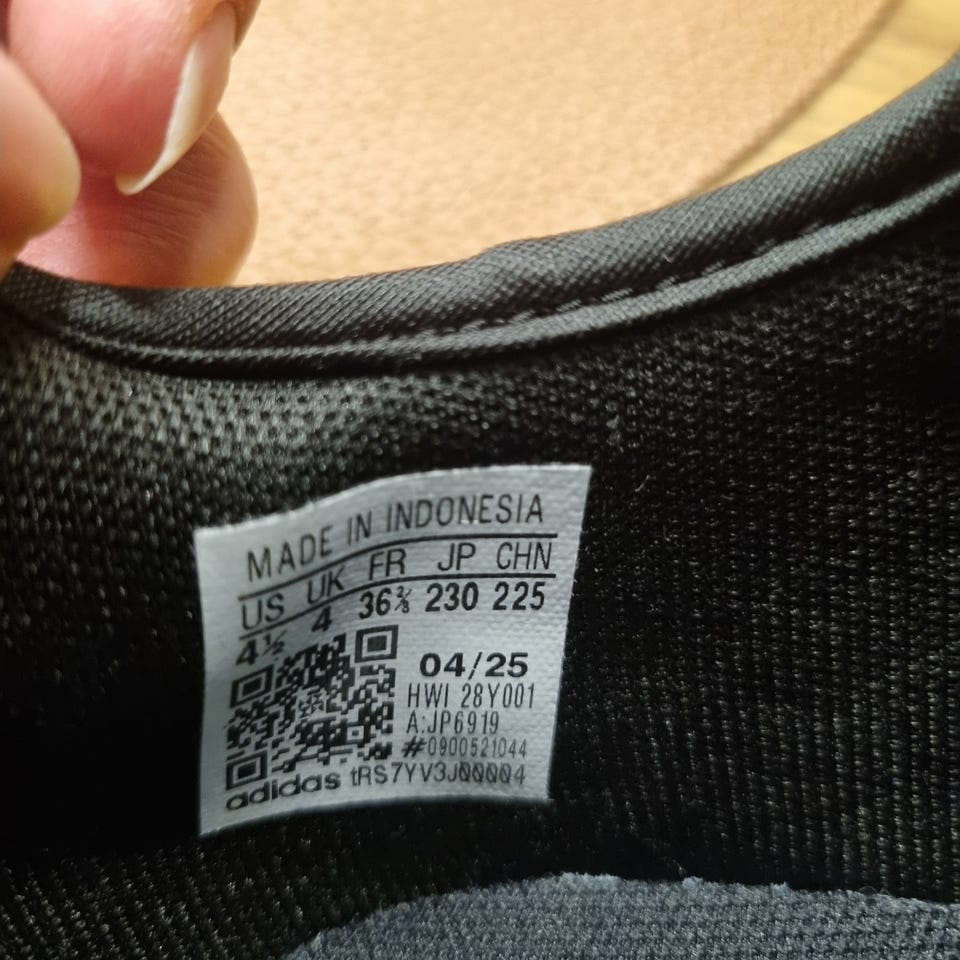 MADE IN INDONESIA
US UK FR JP CHN
4½ 4 36⅔ 230 225
04/25
HWI 28Y001
A:JP6919
#0900521044
adidas tRS7YV3J00004